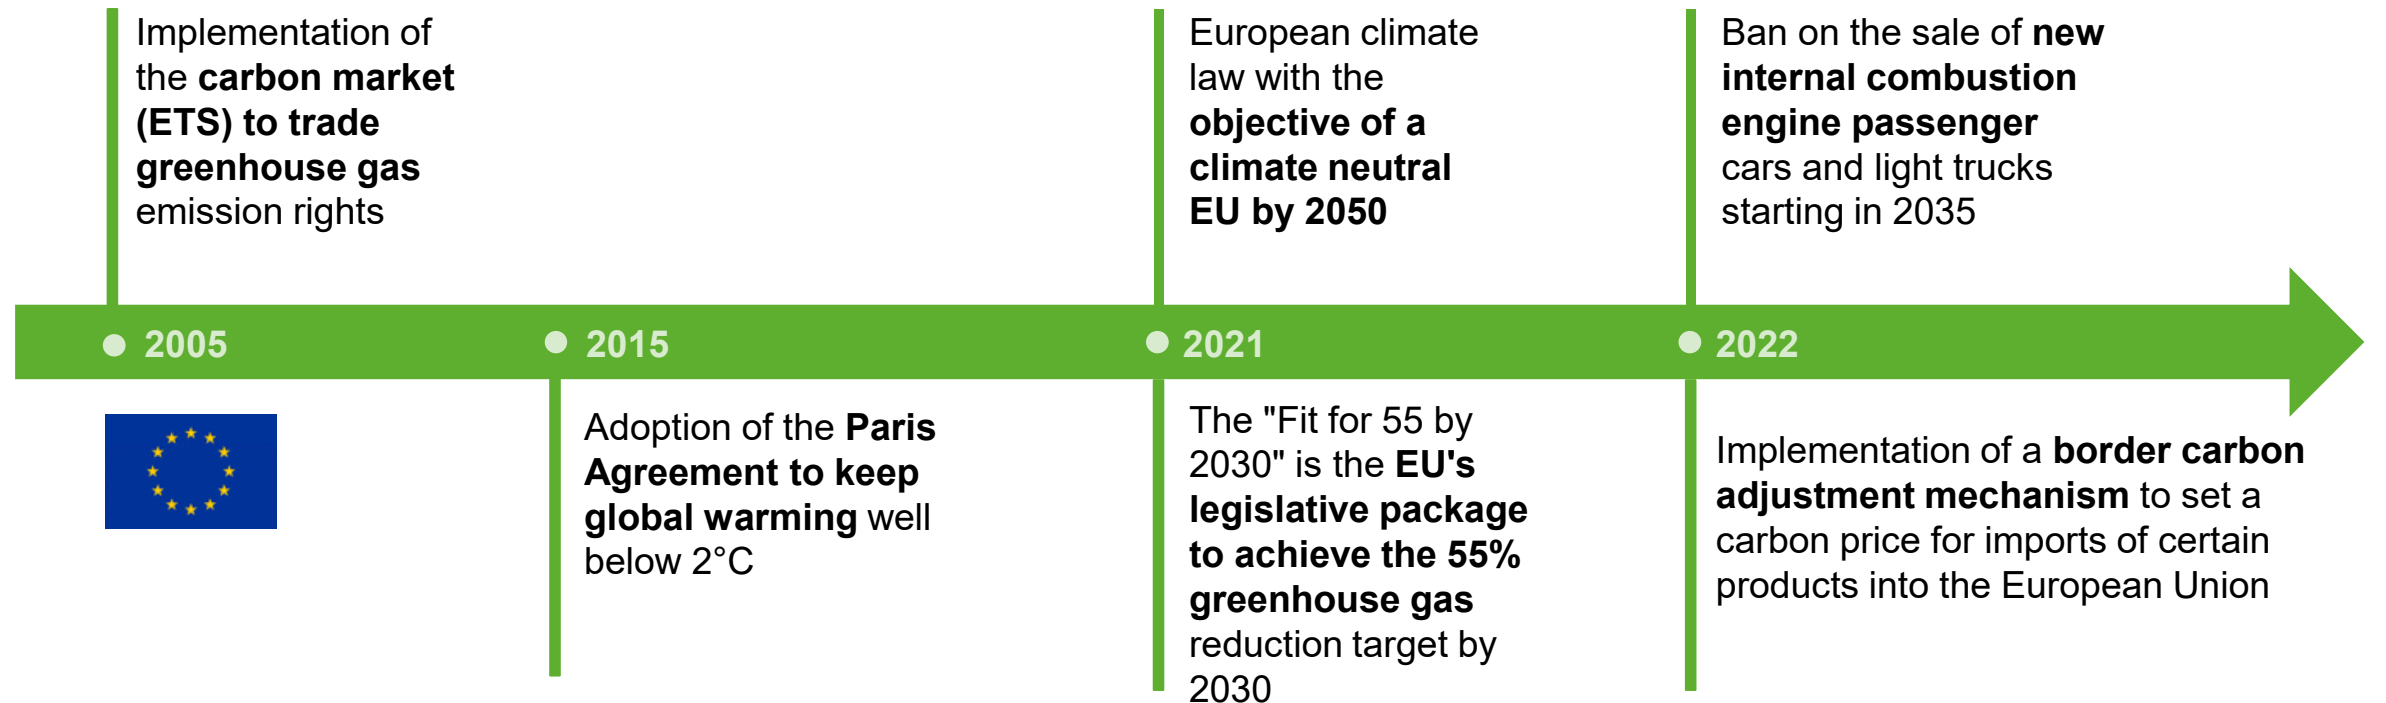 Implementation of
the carbon market
(ETS) to trade
greenhouse gas
emission rights
European climate
law with the
objective of a
climate neutral
EU by 2050
Ban on the sale of new
internal combustion
engine passenger
cars and light trucks
starting in 2035
2005
2015
2021
2022
Adoption of the Paris
Agreement to keep
global warming well
below 2°C
The "Fit for 55 by
2030" is the EU's
legislative package
to achieve the 55%
greenhouse gas
reduction target by
2030
Implementation of a border carbon
adjustment mechanism to set a
carbon price for imports of certain
products into the European Union